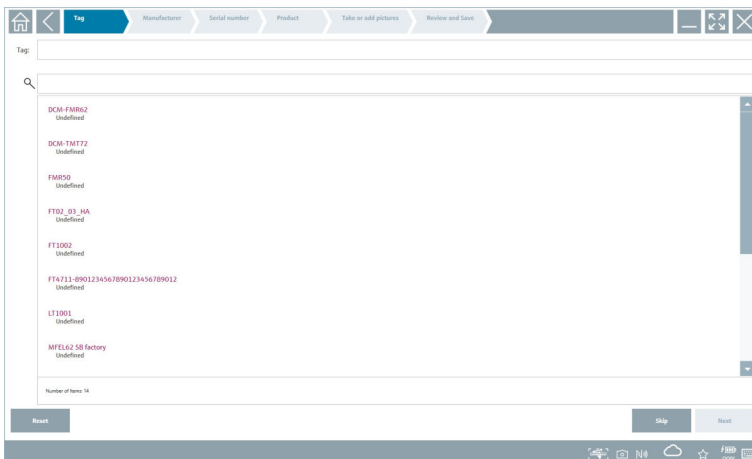 Tag Manufacturer Serial number Product Take or add pictures Review and Save
Tag:
DCM-FMR62
Undefined
DCM-TMT72
Undefined
FMR50
Undefined
FT02_03_HA
Undefined
FT1002
Undefined
FT4711-89012345678901234567​89012
Undefined
LT1001
Undefined
MFEL62 SB factory
Undefined
Number of items: 14
Reset Skip Next